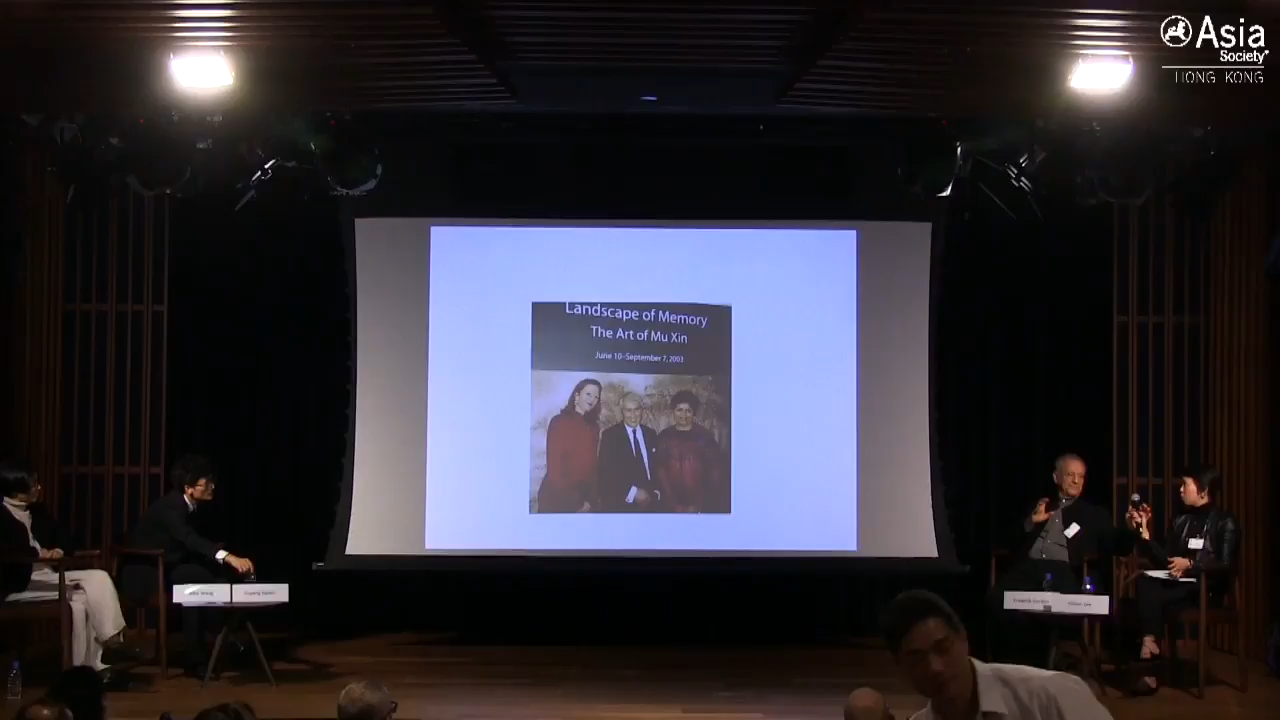 Asia
Society
HONG KONG
Landscape of Memory
The Art of Mu Xin
June 10–September 7, 2003